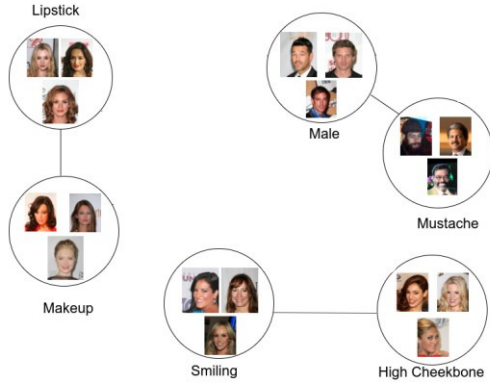 Lipstick
Male
Mustache
Makeup
Smiling
High Cheekbone